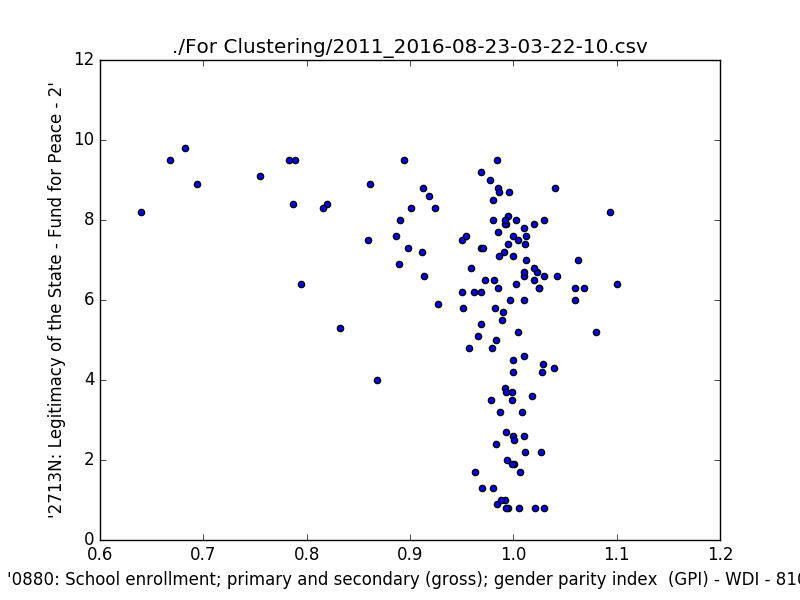 ./For Clustering/2011_2016-08-23-03-22-10.csv
12
10
8
6
4
2
0
'2713N: Legitimacy of the State - Fund for Peace - 2'
0.6 0.7 0.8 0.9 1.0 1.1 1.2
'0880: School enrollment; primary and secondary (gross); gender parity index  (GPI) - WDI - 810